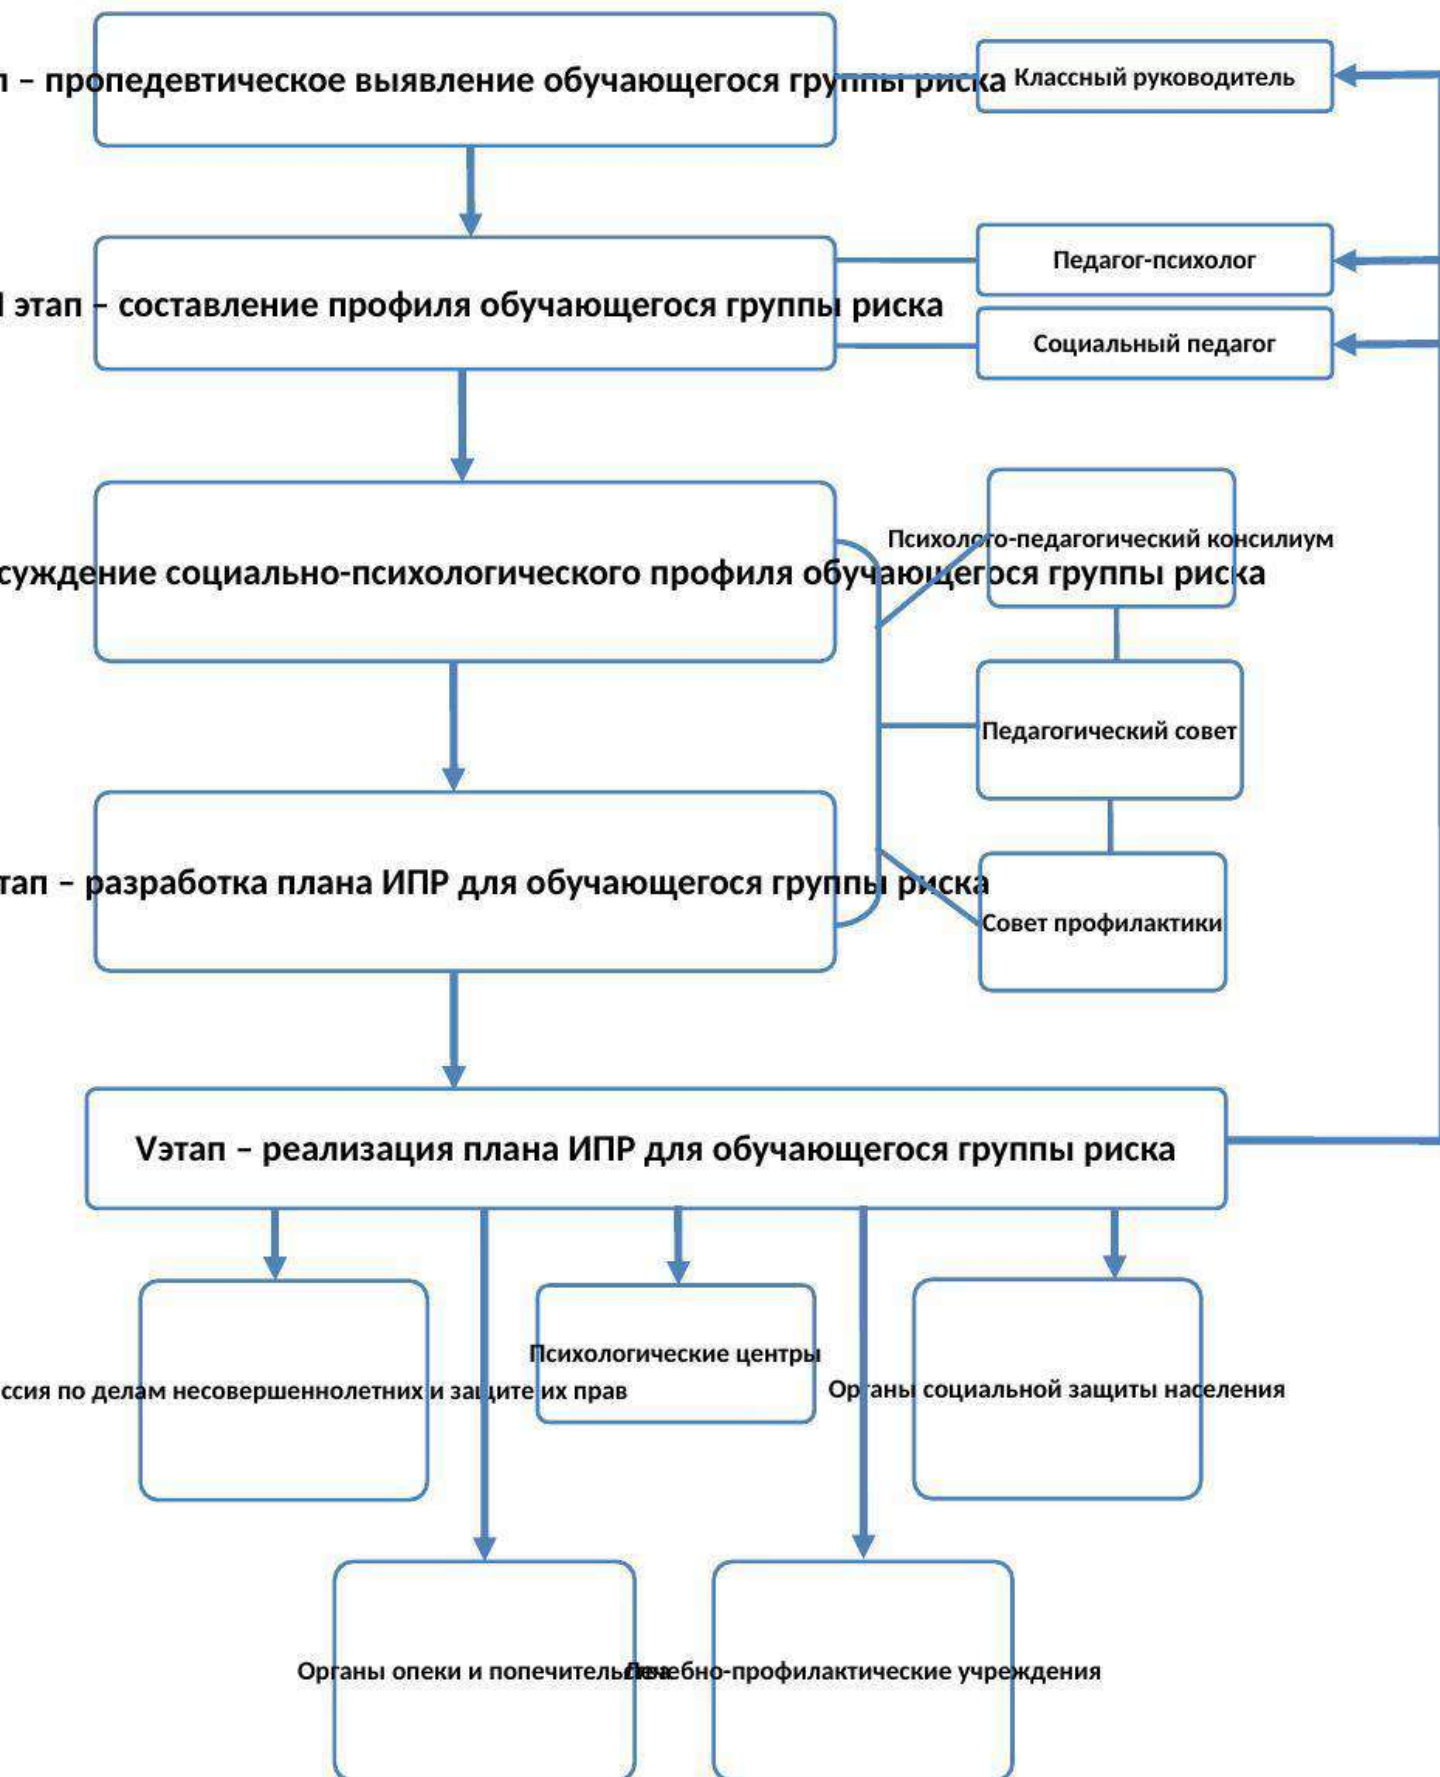 – пропедевтическое выявление обучающегося группы риска
Классный руководитель
Педагог-психолог
этап – составление профиля обучающегося группы риска
Социальный педагог
Психолого-педагогический консилиум
социально-психологического профиля обучающегося группы риска
Педагогический совет
– разработка плана ИПР для обучающегося группы риска
Совет профилактики
Vэтап – реализация плана ИПР для обучающегося группы риска
Психологические центры
по делам несовершеннолетних и защите их прав
Органы социальной защиты населения
Органы опеки и попечительства
Лечебно-профилактические учреждения